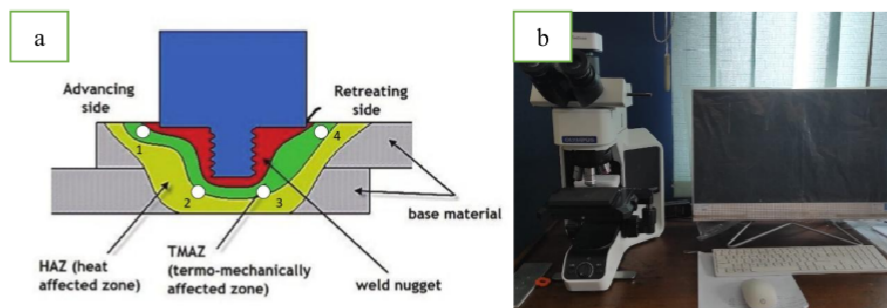 a
Advancing
side
Retreating
side
1
4
2
3
base material
HAZ (heat
affected zone)
TMAZ
(termo-mechanically
affected zone)
weld nugget
b
OLYMPUS